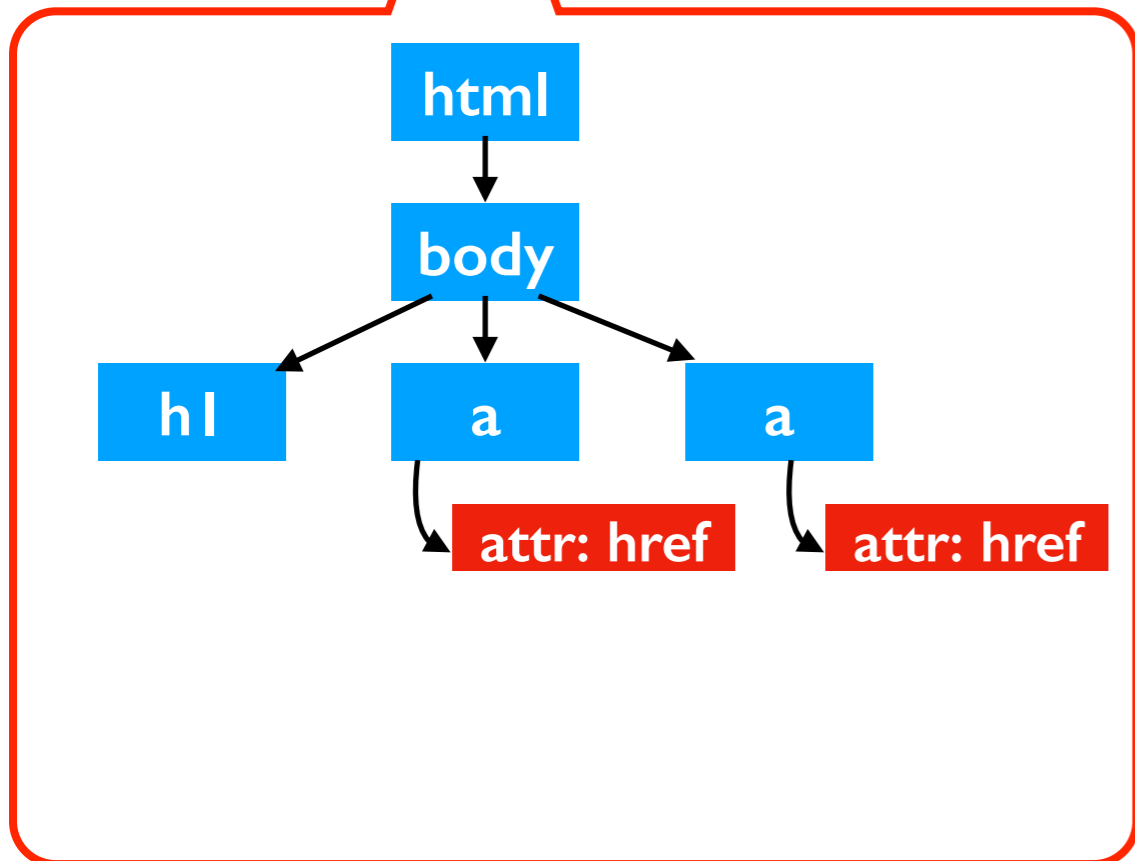 html
body
h1
a
a
attr: href
attr: href